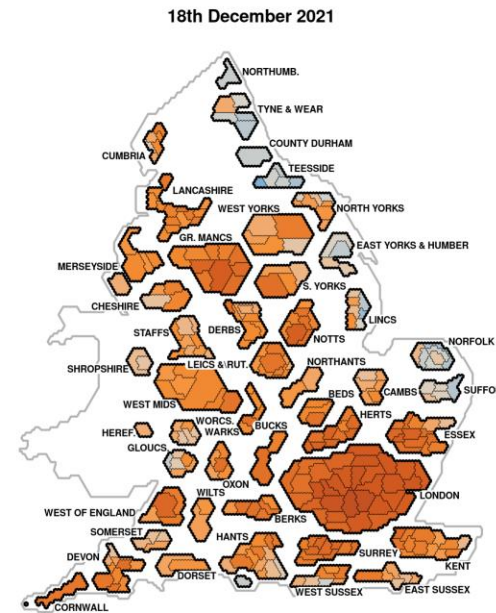 18th December 2021
NORTHUMB.
TYNE & WEAR
COUNTY DURHAM
CUMBRIA
TEESSIDE
LANCASHIRE
WEST YORKS
NORTH YORKS
GR. MANCS
EAST YORKS & HUMBER
MERSEYSIDE
S. YORKS
CHESHIRE
LINCS
STAFFS
DERBS
NOTTS
NORFOLK
SHROPSHIRE
LEICS & RUT.
NORTHANTS
WEST MIDS
BEDS
CAMBS
SUFFO
WORCS.
HERTS
HEREF.
WARKS
BUCKS
ESSEX
GLOUCS.
OXON
LONDON
WILTS
WEST OF ENGLAND
BERKS
SOMERSET
HANTS
DEVON
SURREY
KENT
DORSET
WEST SUSSEX
EAST SUSSEX
CORNWALL